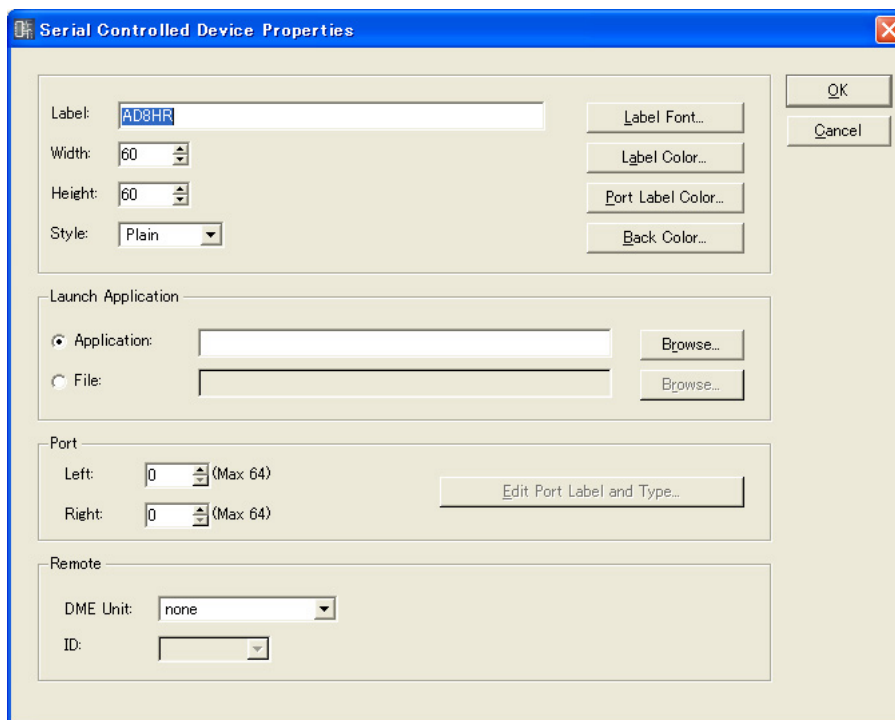 Serial Controlled Device Properties
OK
Cancel
Label: AD8HR Label Font...
Width: 60 Label Color...
Height: 60 Port Label Color...
Style: Plain Back Color...
Launch Application
Application: Browse...
File: Browse...
Port
Left: 0 (Max 64)
Edit Port Label and Type...
Right: 0 (Max 64)
Remote
DME Unit: none
ID: